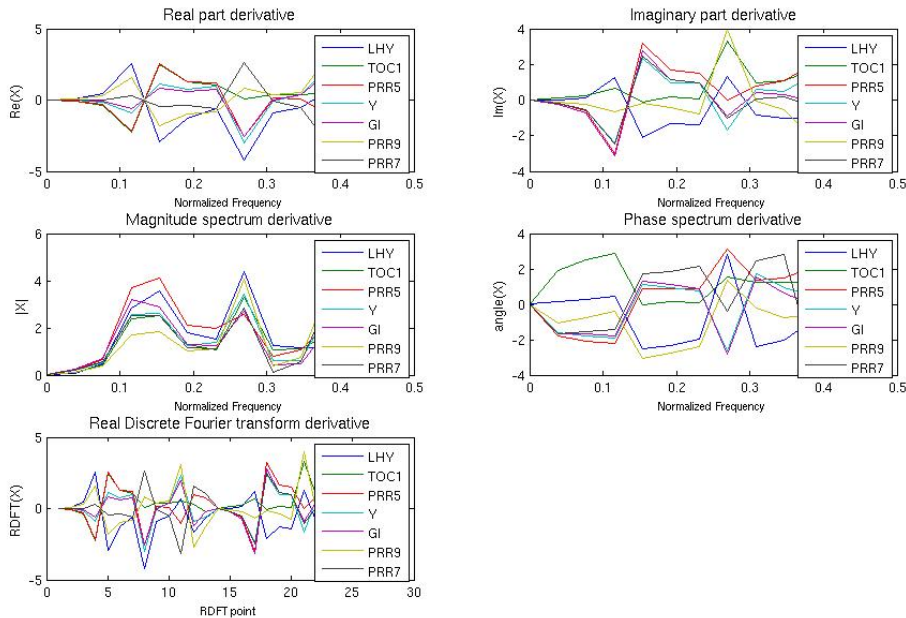 Real part derivative
5
0
-5
Re(X)
0
0.1
0.2
0.3
0.4
0.5
Normalized Frequency
LHY
TOC1
PRR5
Y
GI
PRR9
PRR7
Imaginary part derivative
4
2
0
-2
-4
Im(X)
0
0.1
0.2
0.3
0.4
0.5
Normalized Frequency
LHY
TOC1
PRR5
Y
GI
PRR9
PRR7
Magnitude spectrum derivative
6
4
2
0
|X|
0
0.1
0.2
0.3
0.4
0.5
Normalized Frequency
LHY
TOC1
PRR5
Y
GI
PRR9
PRR7
Phase spectrum derivative
4
2
0
-2
-4
angle(X)
0
0.1
0.2
0.3
0.4
0.5
Normalized Frequency
LHY
TOC1
PRR5
Y
GI
PRR9
PRR7
Real Discrete Fourier transform derivative
5
0
-5
RDFT(X)
0
5
10
15
20
25
30
RDFT point
LHY
TOC1
PRR5
Y
GI
PRR9
PRR7